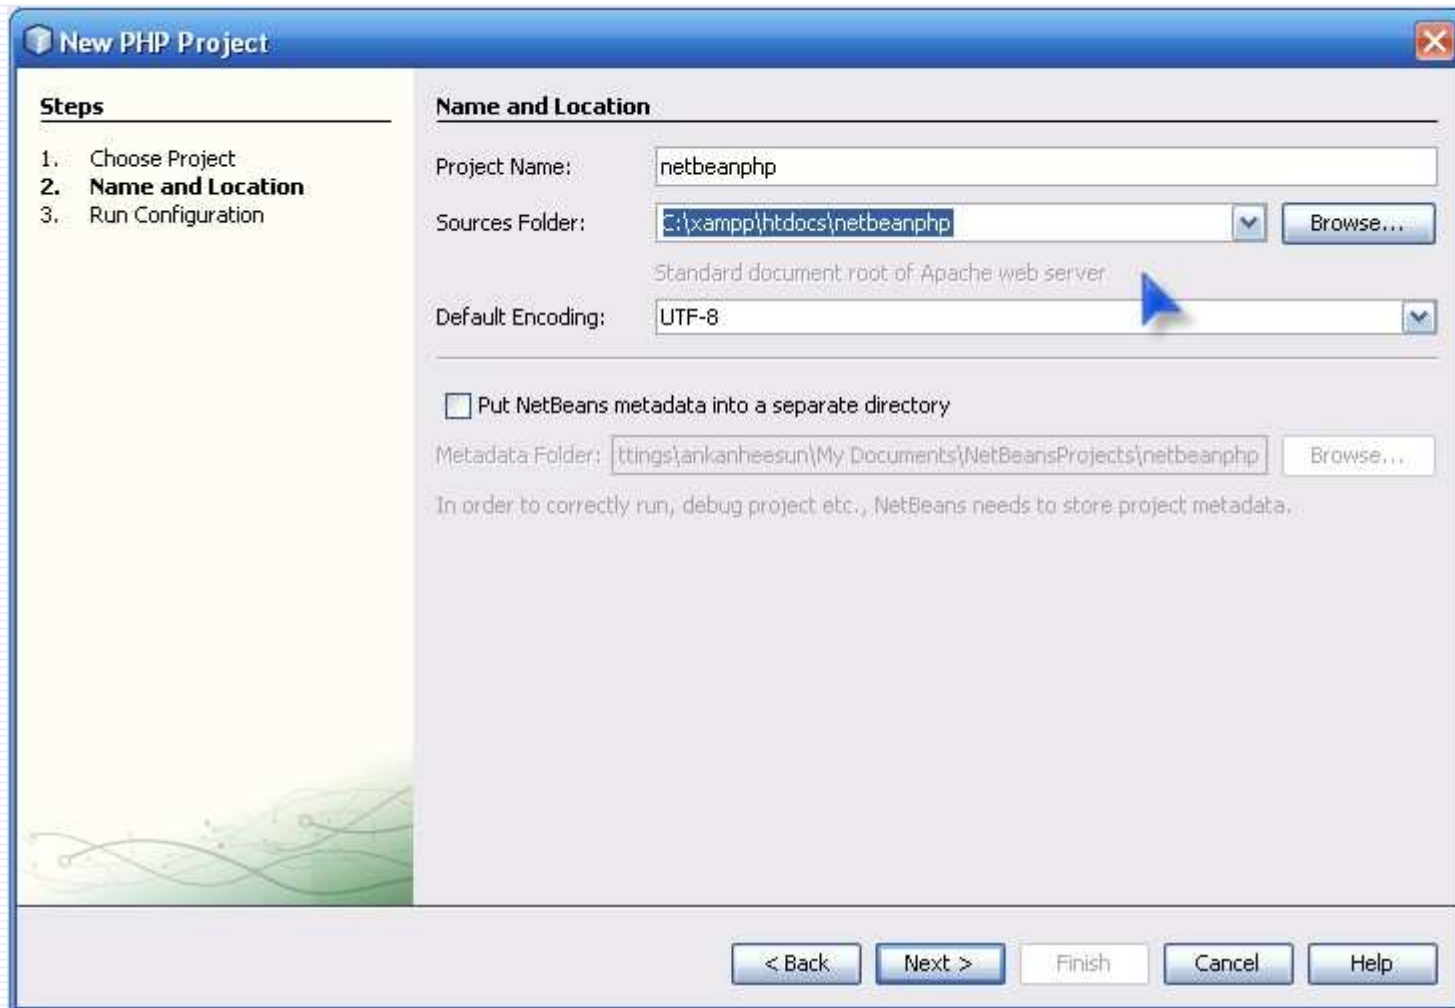 New PHP Project
Steps
1. Choose Project
2. Name and Location
3. Run Configuration
Name and Location
Project Name: netbeanphp
Sources Folder: C:\xampp\htdocs\netbeanphp Browse...
Standard document root of Apache web server
Default Encoding: UTF-8
Put NetBeans metadata into a separate directory
Metadata Folder: ttings\ankanheesun\My Documents\NetBeansProjects\netbeanphp Browse...
In order to correctly run, debug project etc., NetBeans needs to store project metadata.
< Back Next > Finish Cancel Help